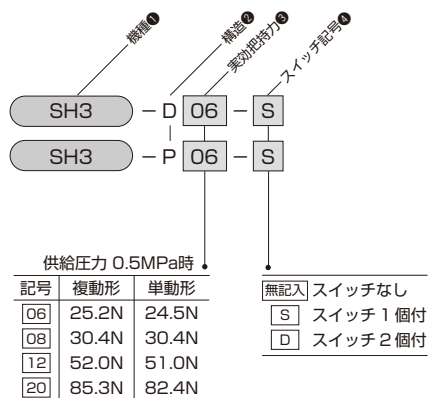 機種❶
構造❷
実効把持力❸
スイッチ記号❹
SH3 − D 06 − S
SH3 − P 06 − S
供給圧力 0.5MPa時
記号 複動形 単動形
06 25.2N 24.5N
08 30.4N 30.4N
12 52.0N 51.0N
20 85.3N 82.4N
無記入 スイッチなし
S スイッチ1個付
D スイッチ2個付